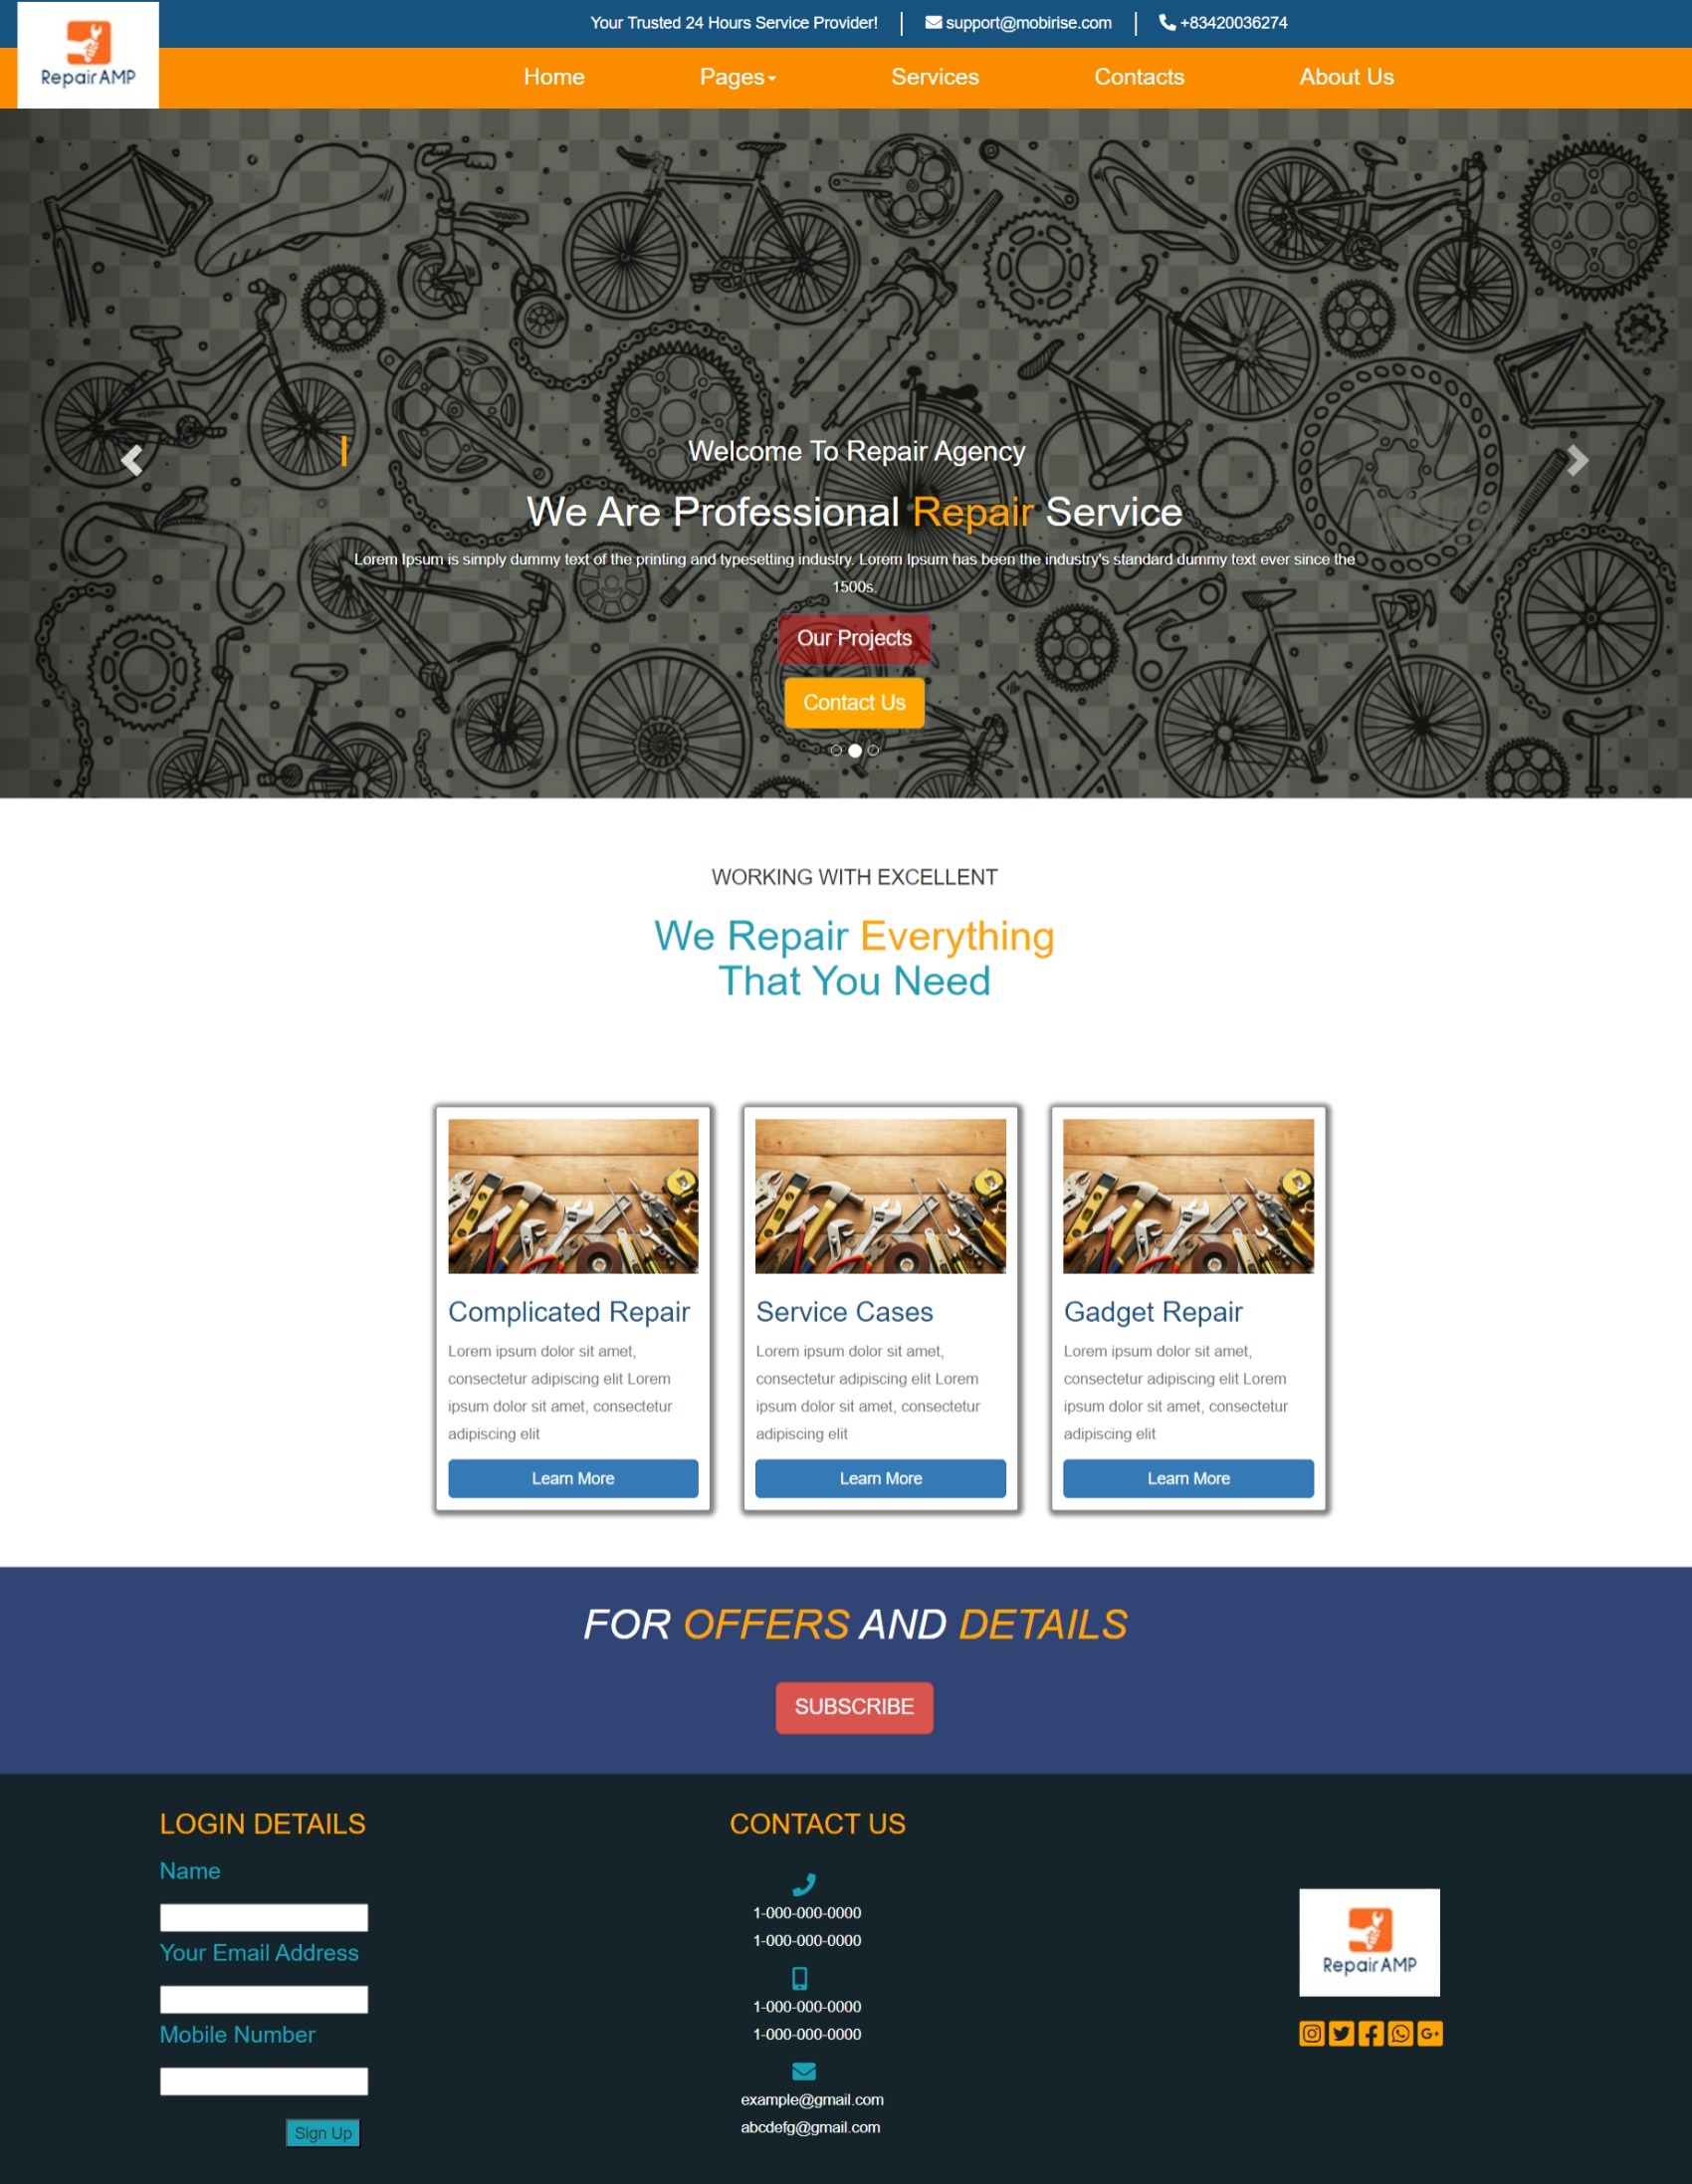 Your Trusted 24 Hours Service Provider!
support@mobirise.com
+83420036274
Repair AMP
Home
Pages
Services
Contacts
About Us
Welcome To Repair Agency
We Are Professional Repair Service
Lorem Ipsum is simply dummy text of the printing and typesetting industry. Lorem Ipsum has been the industry's standard dummy text ever since the
1500s.
Our Projects
Contact Us
WORKING WITH EXCELLENT
We Repair Everything
That You Need
Complicated Repair
Lorem ipsum dolor sit amet,
consectetur adipiscing elit Lorem
ipsum dolor sit amet, consectetur
adipiscing elit
Learn More
Service Cases
Lorem ipsum dolor sit amet,
consectetur adipiscing elit Lorem
ipsum dolor sit amet, consectetur
adipiscing elit
Learn More
Gadget Repair
Lorem ipsum dolor sit amet,
consectetur adipiscing elit Lorem
ipsum dolor sit amet, consectetur
adipiscing elit
Learn More
FOR OFFERS AND DETAILS
SUBSCRIBE
LOGIN DETAILS
Name
Your Email Address
Mobile Number
Sign Up
CONTACT US
1-000-000-0000
1-000-000-0000
1-000-000-0000
1-000-000-0000
example@gmail.com
abcdefg@gmail.com
Repair AMP
G+